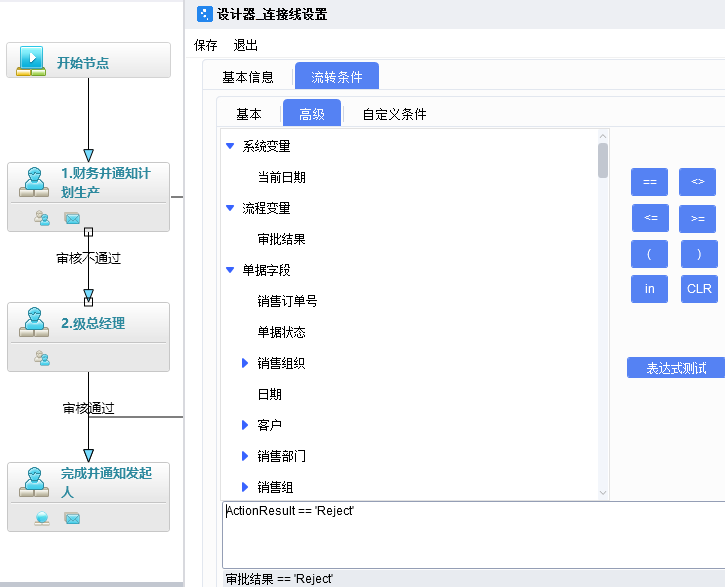 开始节点
1.财务并通知计
划生产
审核不通过
2.级总经理
审核通过
完成并通知发起
人
设计器_连接线设置
保存 退出
基本信息 流转条件
基本 高级 自定义条件
系统变量
当前日期
流程变量
审批结果
单据字段
销售订单号
单据状态
销售组织
日期
客户
销售部门
销售组
== <>
<= >=
( )
in CLR
表达式测试
ActionResult == 'Reject'
审批结果 == 'Reject'